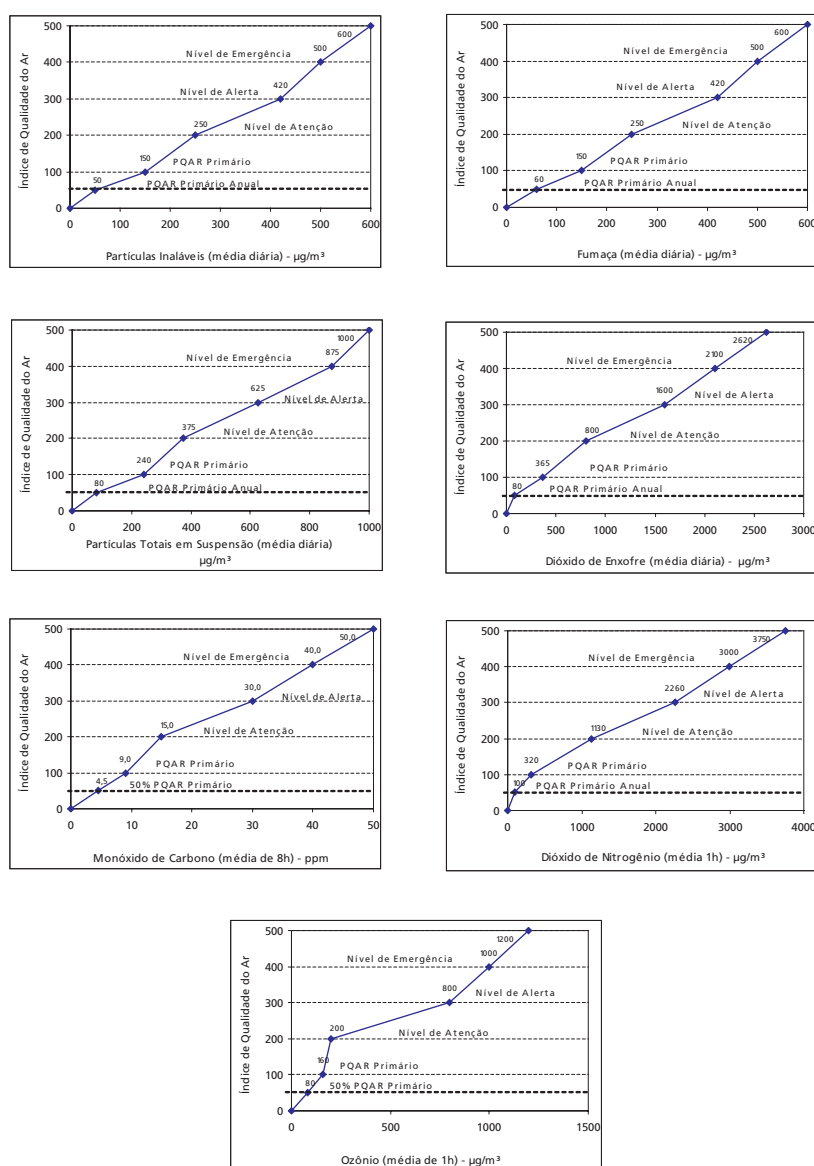 Índice de Qualidade do Ar
500
400
300
200
100
0
600
500
420
250
150
50
Nível de Emergência
Nível de Alerta
Nível de Atenção
PQAR Primário
PQAR Primário Anual
0 100 200 300 400 500 600
Partículas Inaláveis (média diária) - µg/m³
Índice de Qualidade do Ar
500
400
300
200
100
0
600
500
420
250
150
60
Nível de Emergência
Nível de Alerta
Nível de Atenção
PQAR Primário
PQAR Primário Anual
0 100 200 300 400 500 600
Fumaça (média diária) - µg/m³
Índice de Qualidade do Ar
500
400
300
200
100
0
1000
875
625
375
240
80
Nível de Emergência
Nível de Alerta
Nível de Atenção
PQAR Primário
PQAR Primário Anual
0 200 400 600 800 1000
Partículas Totais em Suspensão (média diária)
µg/m³
Índice de Qualidade do Ar
500
400
300
200
100
0
2620
2100
1600
800
365
80
Nível de Emergência
Nível de Alerta
Nível de Atenção
PQAR Primário
PQAR Primário Anual
0 500 1000 1500 2000 2500 3000
Dióxido de Enxofre (média diária) - µg/m³
Índice de Qualidade do Ar
500
400
300
200
100
0
50,0
40,0
30,0
15,0
9,0
4,5
Nível de Emergência
Nível de Alerta
Nível de Atenção
PQAR Primário
50% PQAR Primário
0 10 20 30 40 50
Monóxido de Carbono (média de 8h) - ppm
Índice de Qualidade do Ar
500
400
300
200
100
0
3750
3000
2260
1130
320
100
Nível de Emergência
Nível de Alerta
Nível de Atenção
PQAR Primário
PQAR Primário Anual
0 1000 2000 3000 4000
Dióxido de Nitrogênio (média 1h) - µg/m³
Índice de Qualidade do Ar
500
400
300
200
100
0
1200
1000
800
200
160
80
Nível de Emergência
Nível de Alerta
Nível de Atenção
PQAR Primário
50% PQAR Primário
0 500 1000 1500
Ozônio (média de 1h) - µg/m³